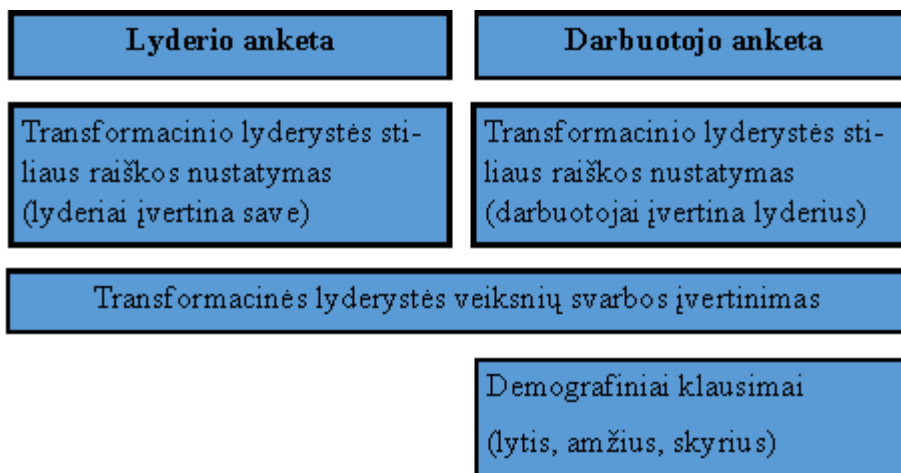 Lyderio anketa
Darbuotojo anketa
Transformacinio lyderystės sti-
liaus raiškos nustatymas
(lyderiai įvertina save)
Transformacinio lyderystės sti-
liaus raiškos nustatymas
(darbuotojai įvertina lyderius)
Transformacinės lyderystės veiksnių svarbos įvertinimas
Demografiniai klausimai
(lytis, amžius, skyrius)